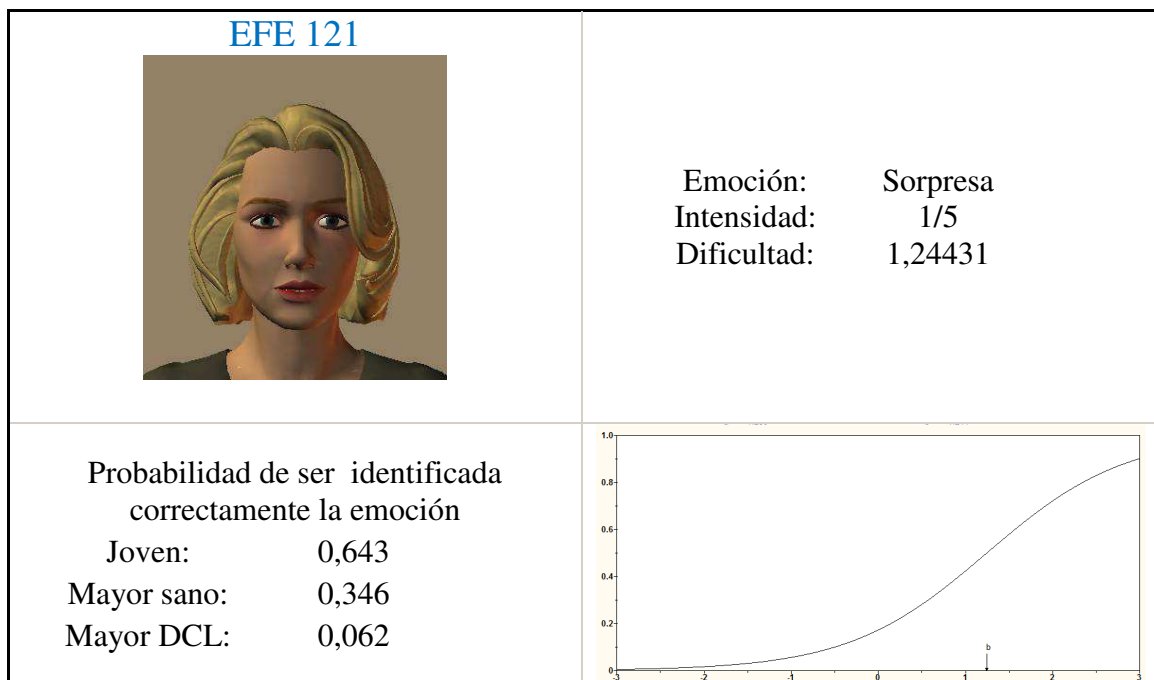 EFE 121
Emoción: Sorpresa
Intensidad: 1/5
Dificultad: 1,24431
Probabilidad de ser identificada
correctamente la emoción
Joven: 0,643
Mayor sano: 0,346
Mayor DCL: 0,062
1.0
0.8
0.6
0.4
0.2
0
b
-3 -2 -1 0 1 2 3